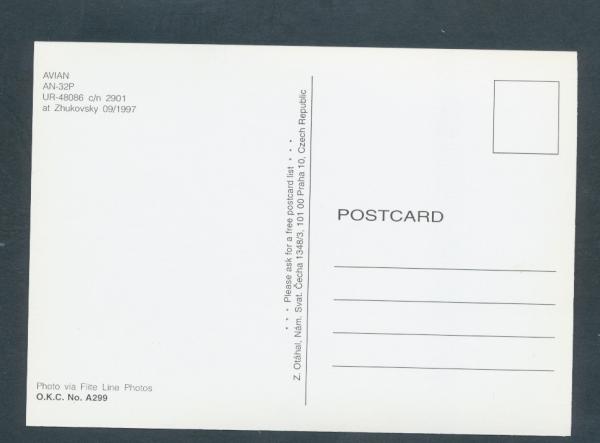 AVIAN
AN-32P
UR-48086 c/n 2901
at Zhukovsky 09/1997
Photo via Flite Line Photos
O.K.C. No. A299
• • • Please ask for a free postcard list • • •
Z. Otáhal, Nám. Svat. Čecha 1348/3, 101 00 Praha 10, Czech Republic
POSTCARD